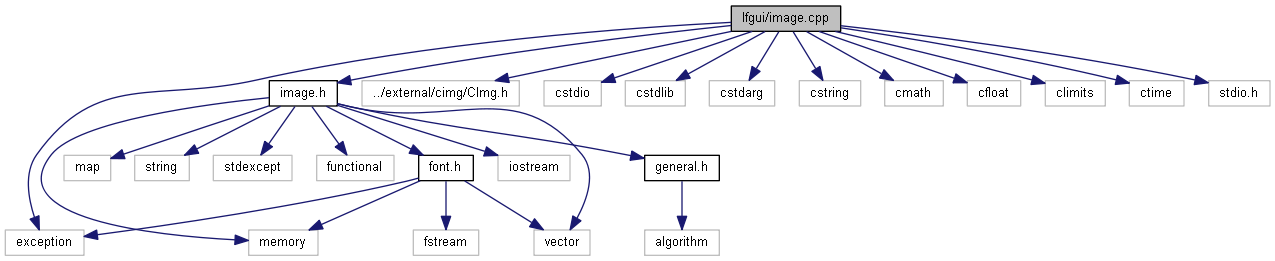 lfgui/image.cpp
image.h
../external/cimg/CImg.h
cstdio
cstdlib
cstdarg
cstring
cmath
cfloat
climits
ctime
stdio.h
map
string
stdexcept
functional
font.h
iostream
general.h
exception
memory
fstream
vector
algorithm